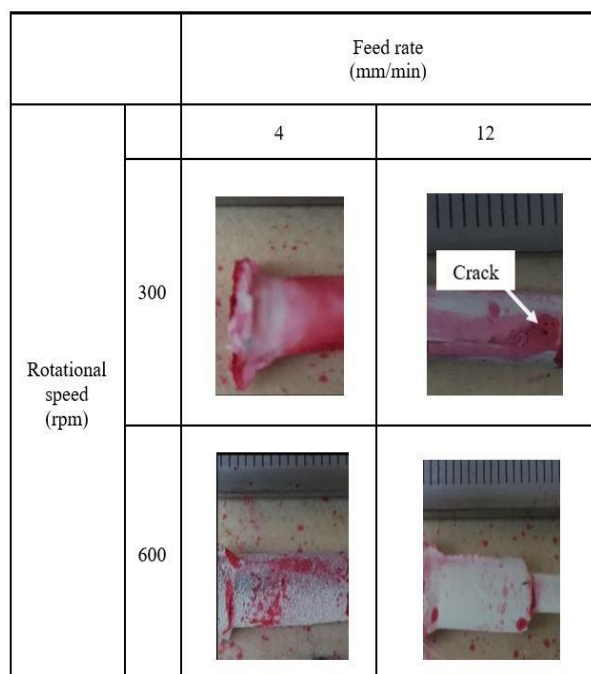 Feed rate
(mm/min)
4
12
300
Crack
Rotational
speed
(rpm)
600